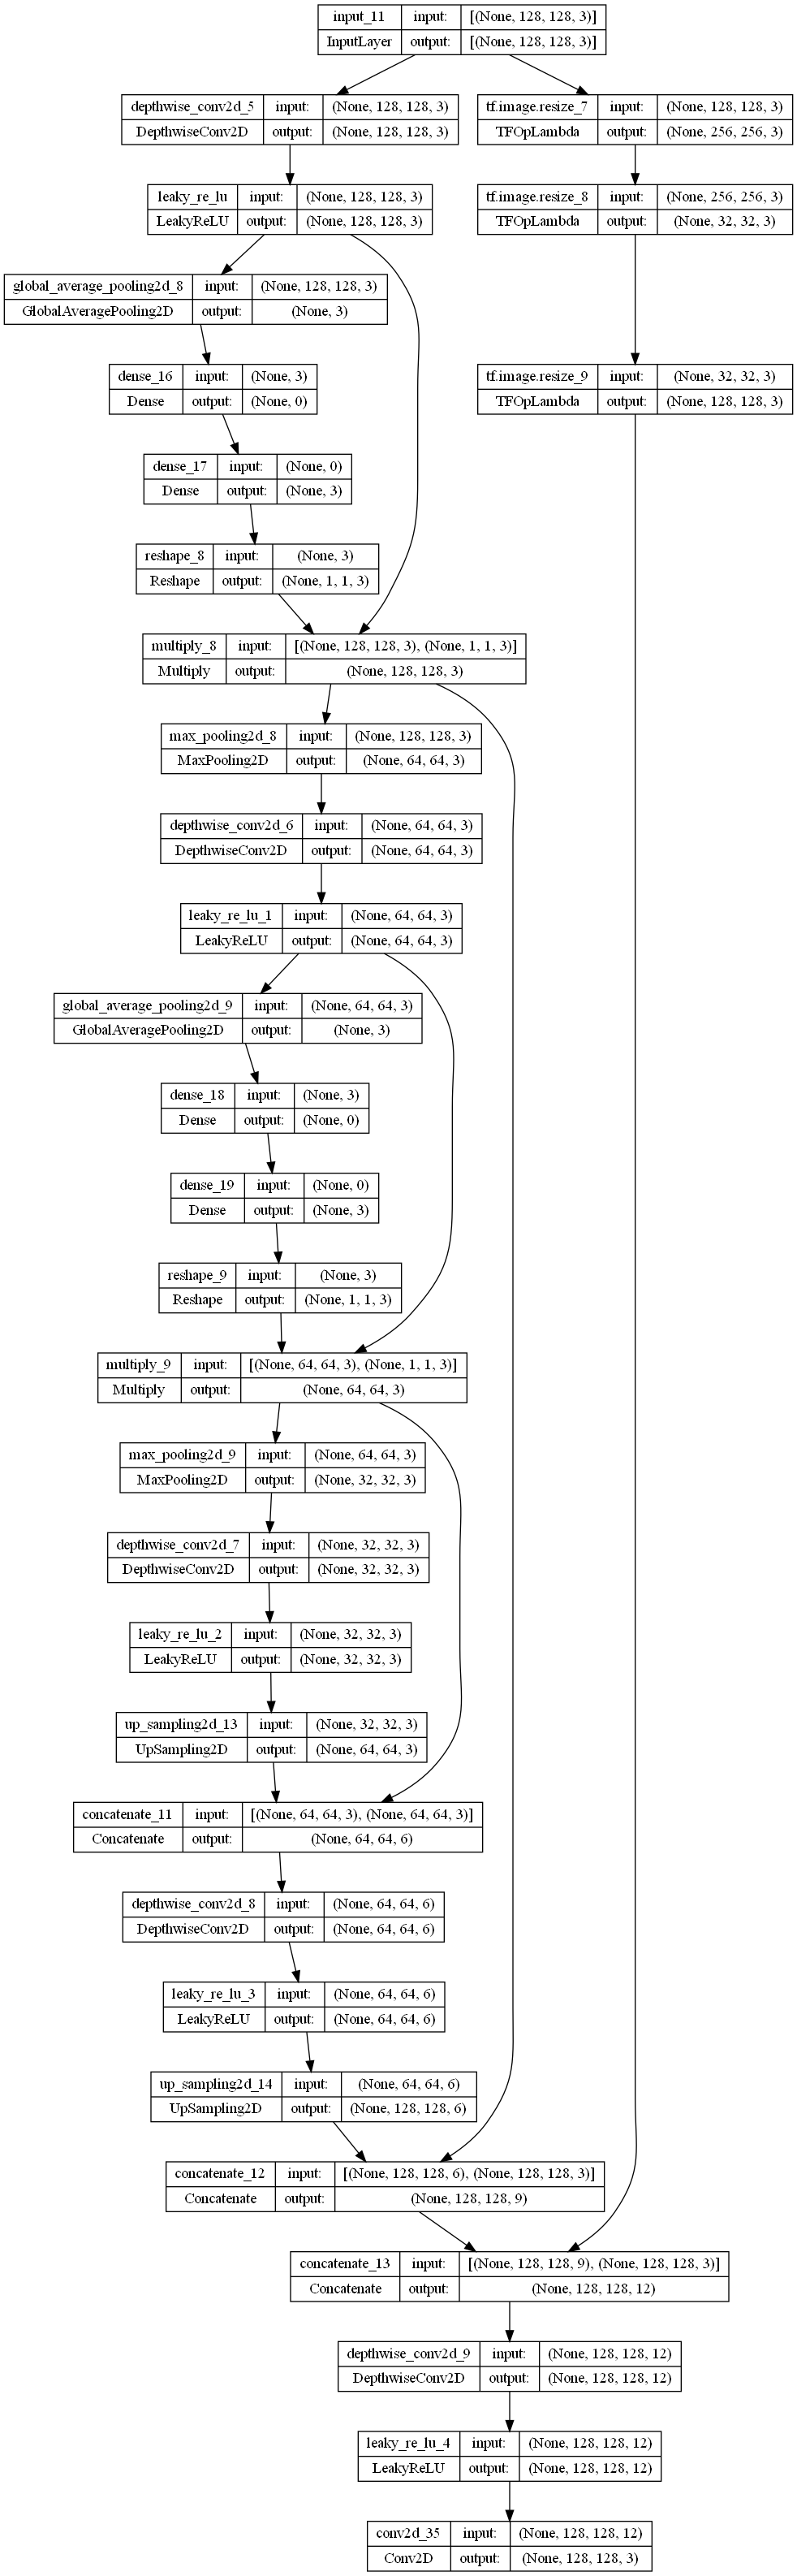 input_11 input: [(None, 128, 128, 3)]
InputLayer output: [(None, 128, 128, 3)]
depthwise_conv2d_5 input: (None, 128, 128, 3)
DepthwiseConv2D output: (None, 128, 128, 3)
tf.image.resize_7 input: (None, 128, 128, 3)
TFOpLambda output: (None, 256, 256, 3)
leaky_re_lu input: (None, 128, 128, 3)
LeakyReLU output: (None, 128, 128, 3)
tf.image.resize_8 input: (None, 256, 256, 3)
TFOpLambda output: (None, 32, 32, 3)
global_average_pooling2d_8 input: (None, 128, 128, 3)
GlobalAveragePooling2D output: (None, 3)
dense_16 input: (None, 3)
Dense output: (None, 0)
tf.image.resize_9 input: (None, 32, 32, 3)
TFOpLambda output: (None, 128, 128, 3)
dense_17 input: (None, 0)
Dense output: (None, 3)
reshape_8 input: (None, 3)
Reshape output: (None, 1, 1, 3)
multiply_8 input: [(None, 128, 128, 3), (None, 1, 1, 3)]
Multiply output: (None, 128, 128, 3)
max_pooling2d_8 input: (None, 128, 128, 3)
MaxPooling2D output: (None, 64, 64, 3)
depthwise_conv2d_6 input: (None, 64, 64, 3)
DepthwiseConv2D output: (None, 64, 64, 3)
leaky_re_lu_1 input: (None, 64, 64, 3)
LeakyReLU output: (None, 64, 64, 3)
global_average_pooling2d_9 input: (None, 64, 64, 3)
GlobalAveragePooling2D output: (None, 3)
dense_18 input: (None, 3)
Dense output: (None, 0)
dense_19 input: (None, 0)
Dense output: (None, 3)
reshape_9 input: (None, 3)
Reshape output: (None, 1, 1, 3)
multiply_9 input: [(None, 64, 64, 3), (None, 1, 1, 3)]
Multiply output: (None, 64, 64, 3)
max_pooling2d_9 input: (None, 64, 64, 3)
MaxPooling2D output: (None, 32, 32, 3)
depthwise_conv2d_7 input: (None, 32, 32, 3)
DepthwiseConv2D output: (None, 32, 32, 3)
leaky_re_lu_2 input: (None, 32, 32, 3)
LeakyReLU output: (None, 32, 32, 3)
up_sampling2d_13 input: (None, 32, 32, 3)
UpSampling2D output: (None, 64, 64, 3)
concatenate_11 input: [(None, 64, 64, 3), (None, 64, 64, 3)]
Concatenate output: (None, 64, 64, 6)
depthwise_conv2d_8 input: (None, 64, 64, 6)
DepthwiseConv2D output: (None, 64, 64, 6)
leaky_re_lu_3 input: (None, 64, 64, 6)
LeakyReLU output: (None, 64, 64, 6)
up_sampling2d_14 input: (None, 64, 64, 6)
UpSampling2D output: (None, 128, 128, 6)
concatenate_12 input: [(None, 128, 128, 6), (None, 128, 128, 3)]
Concatenate output: (None, 128, 128, 9)
concatenate_13 input: [(None, 128, 128, 9), (None, 128, 128, 3)]
Concatenate output: (None, 128, 128, 12)
depthwise_conv2d_9 input: (None, 128, 128, 12)
DepthwiseConv2D output: (None, 128, 128, 12)
leaky_re_lu_4 input: (None, 128, 128, 12)
LeakyReLU output: (None, 128, 128, 12)
conv2d_35 input: (None, 128, 128, 12)
Conv2D output: (None, 128, 128, 3)